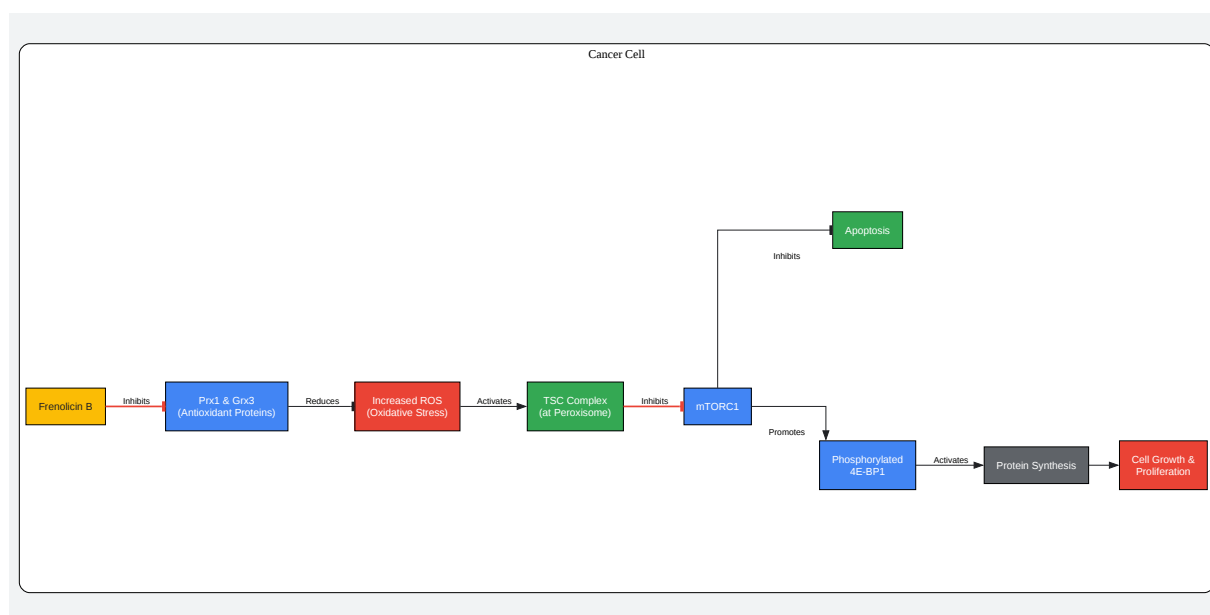 Cancer Cell
Apoptosis
Inhibits
Frenolicin B
Inhibits
Prx1 & Grx3
(Antioxidant Proteins)
Reduces
Increased ROS
(Oxidative Stress)
Activates
TSC Complex
(at Peroxisome)
Inhibits
mTORC1
Promotes
Phosphorylated
4E-BP1
Activates
Protein Synthesis
Cell Growth &
Proliferation